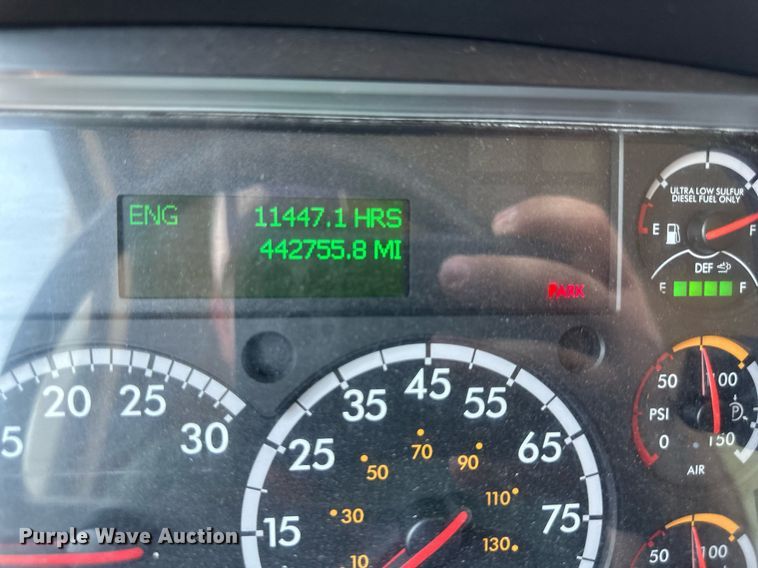 ENG 11447.1 HRS
442755.8 MI
PARK
ULTRA LOW SULFUR
DIESEL FUEL ONLY
E F
DEF
E F
50 100
PSI P
0 150
AIR
50 100
5 20 25 30
15 25 35 45 55 65 75
10 30 50 70 90 110 130
Purple Wave Auction